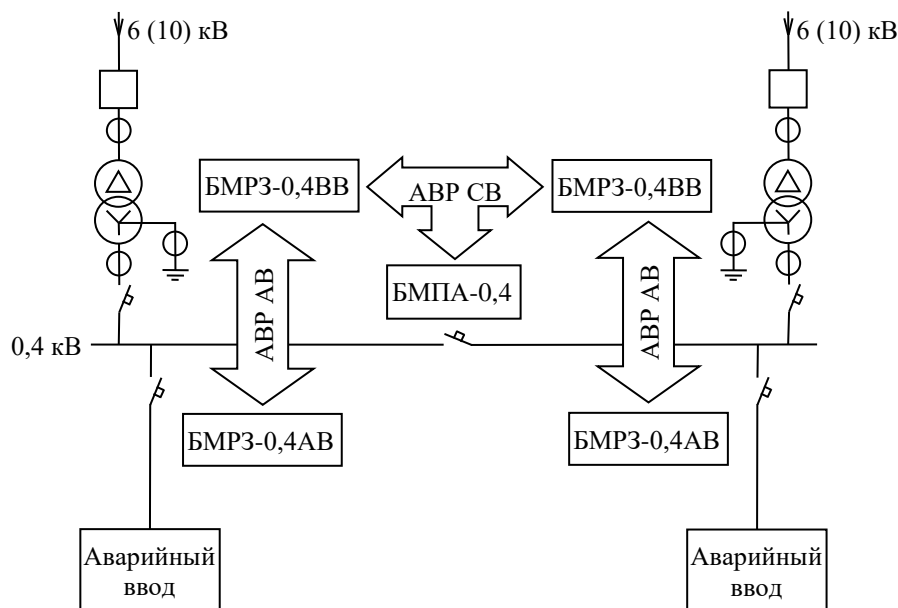 6 (10) кВ
6 (10) кВ
БМРЗ-0,4ВВ
АВР СВ
БМРЗ-0,4ВВ
АВР АВ
БМПА-0,4
АВР АВ
0,4 кВ
БМРЗ-0,4АВ
БМРЗ-0,4АВ
Аварийный
ввод
Аварийный
ввод